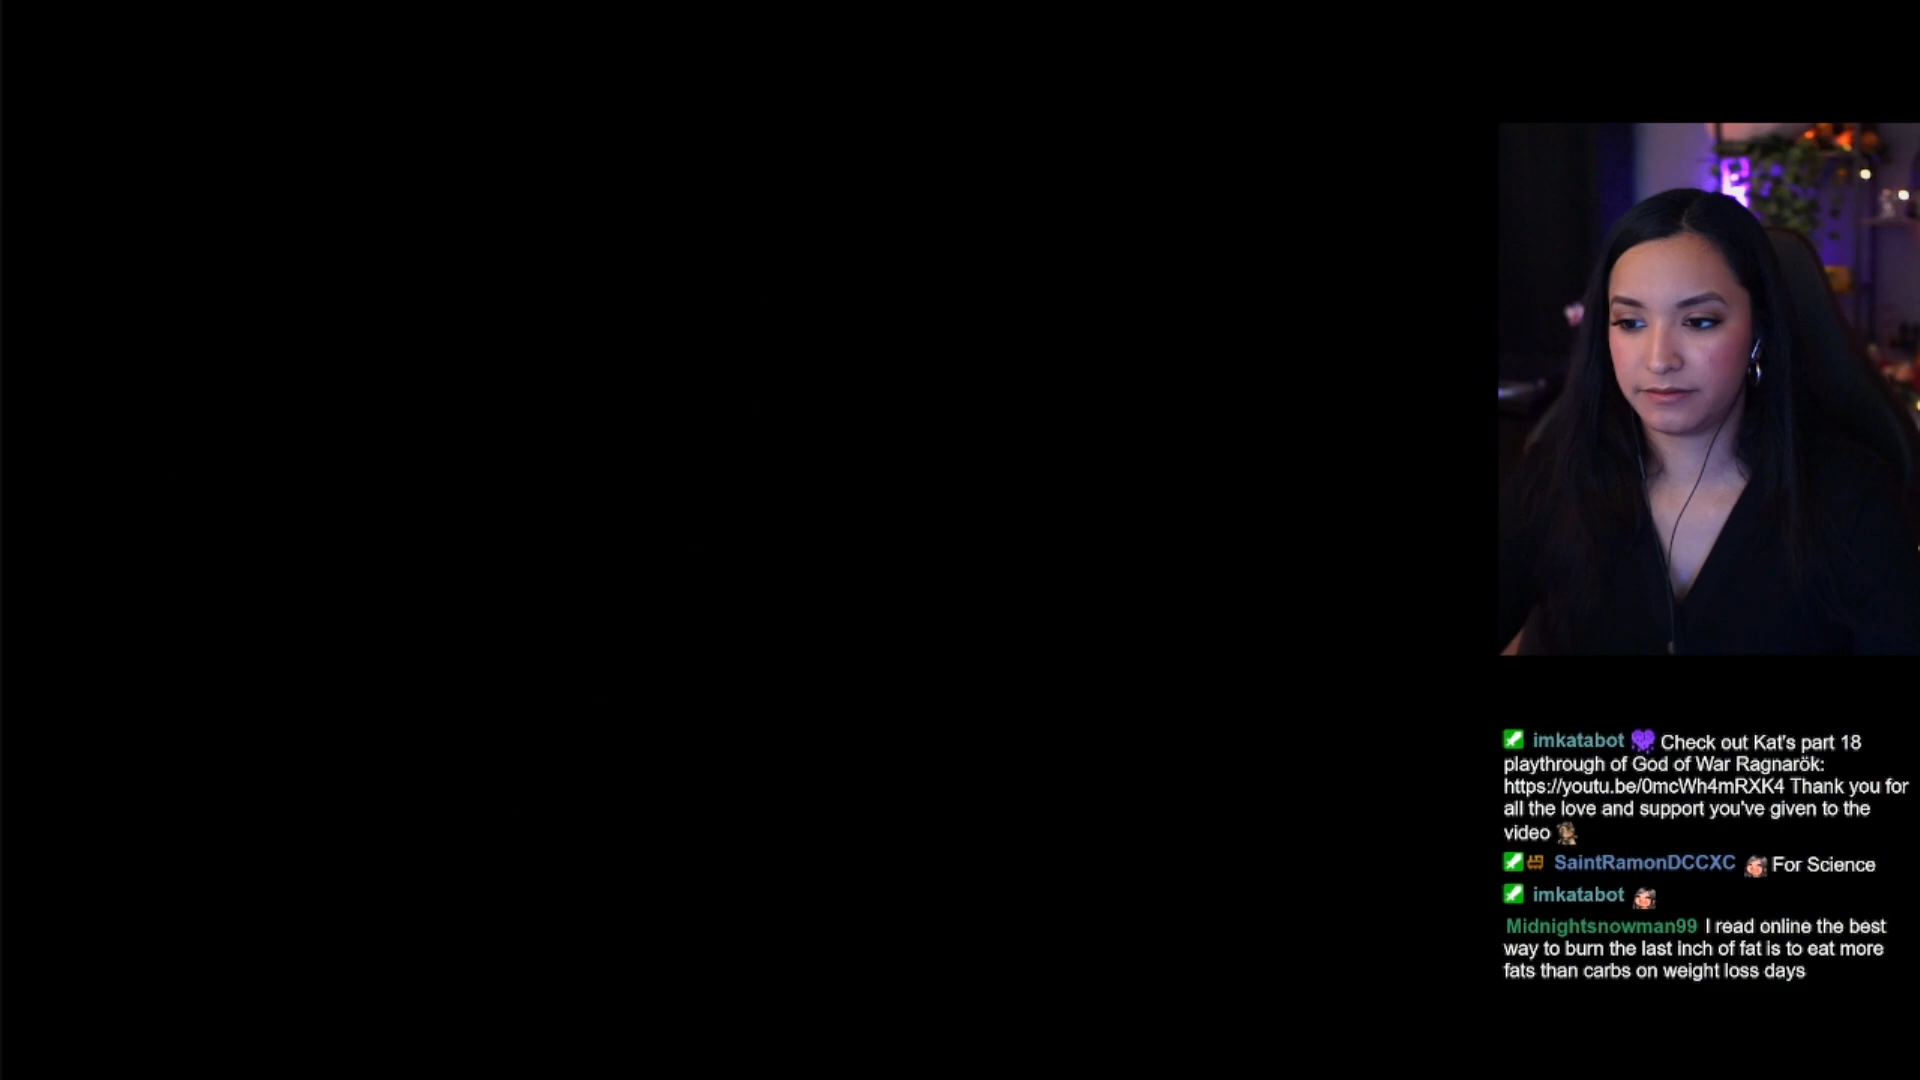 imkatabot Check out Kat's part 18
playthrough of God of War Ragnarök:
https://youtu.be/0mcWh4mRXK4 Thank you for
all the love and support you've given to the
video
SaintRamonDCCXC For Science
imkatabot
Midnightsnowman99 I read online the best
way to burn the last inch of fat is to eat more
fats than carbs on weight loss days